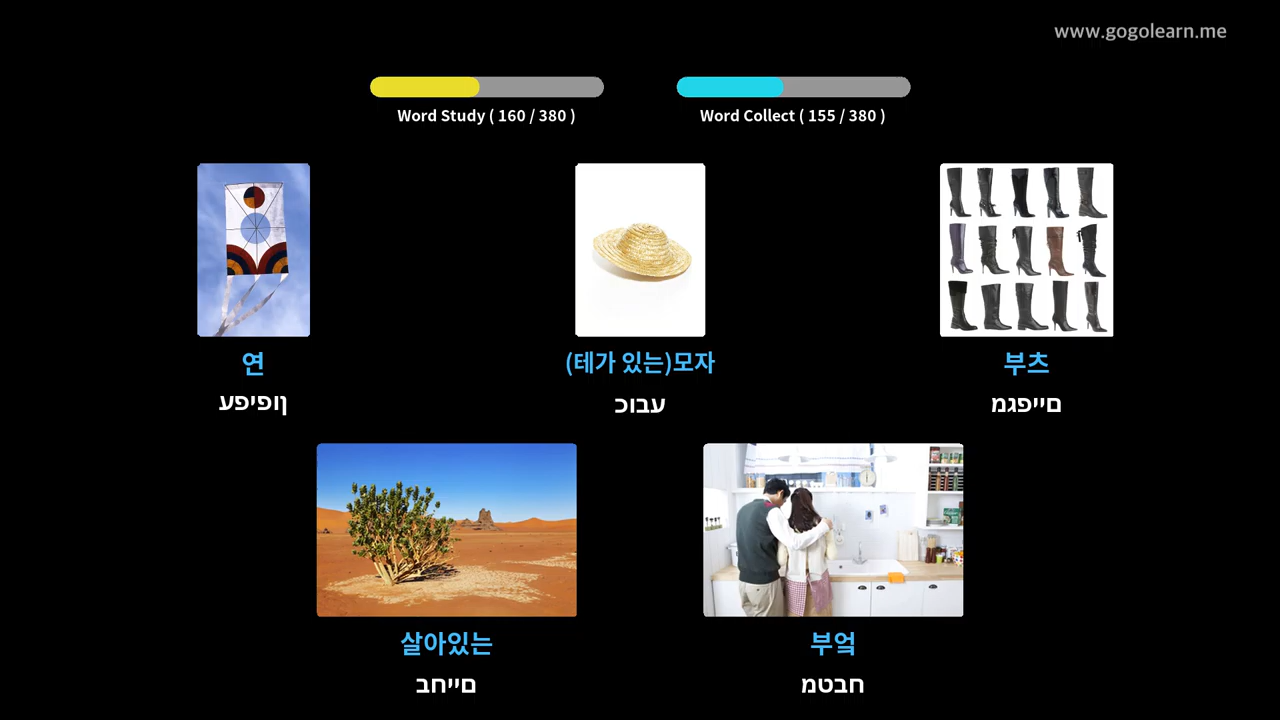 www.gogolearn.me
Word Study ( 160 / 380 )
Word Collect ( 155 / 380 )
연
עפיפון
(테가 있는)모자
כובע
부츠
מגפיים
살아있는
בחיים
부엌
מטבח